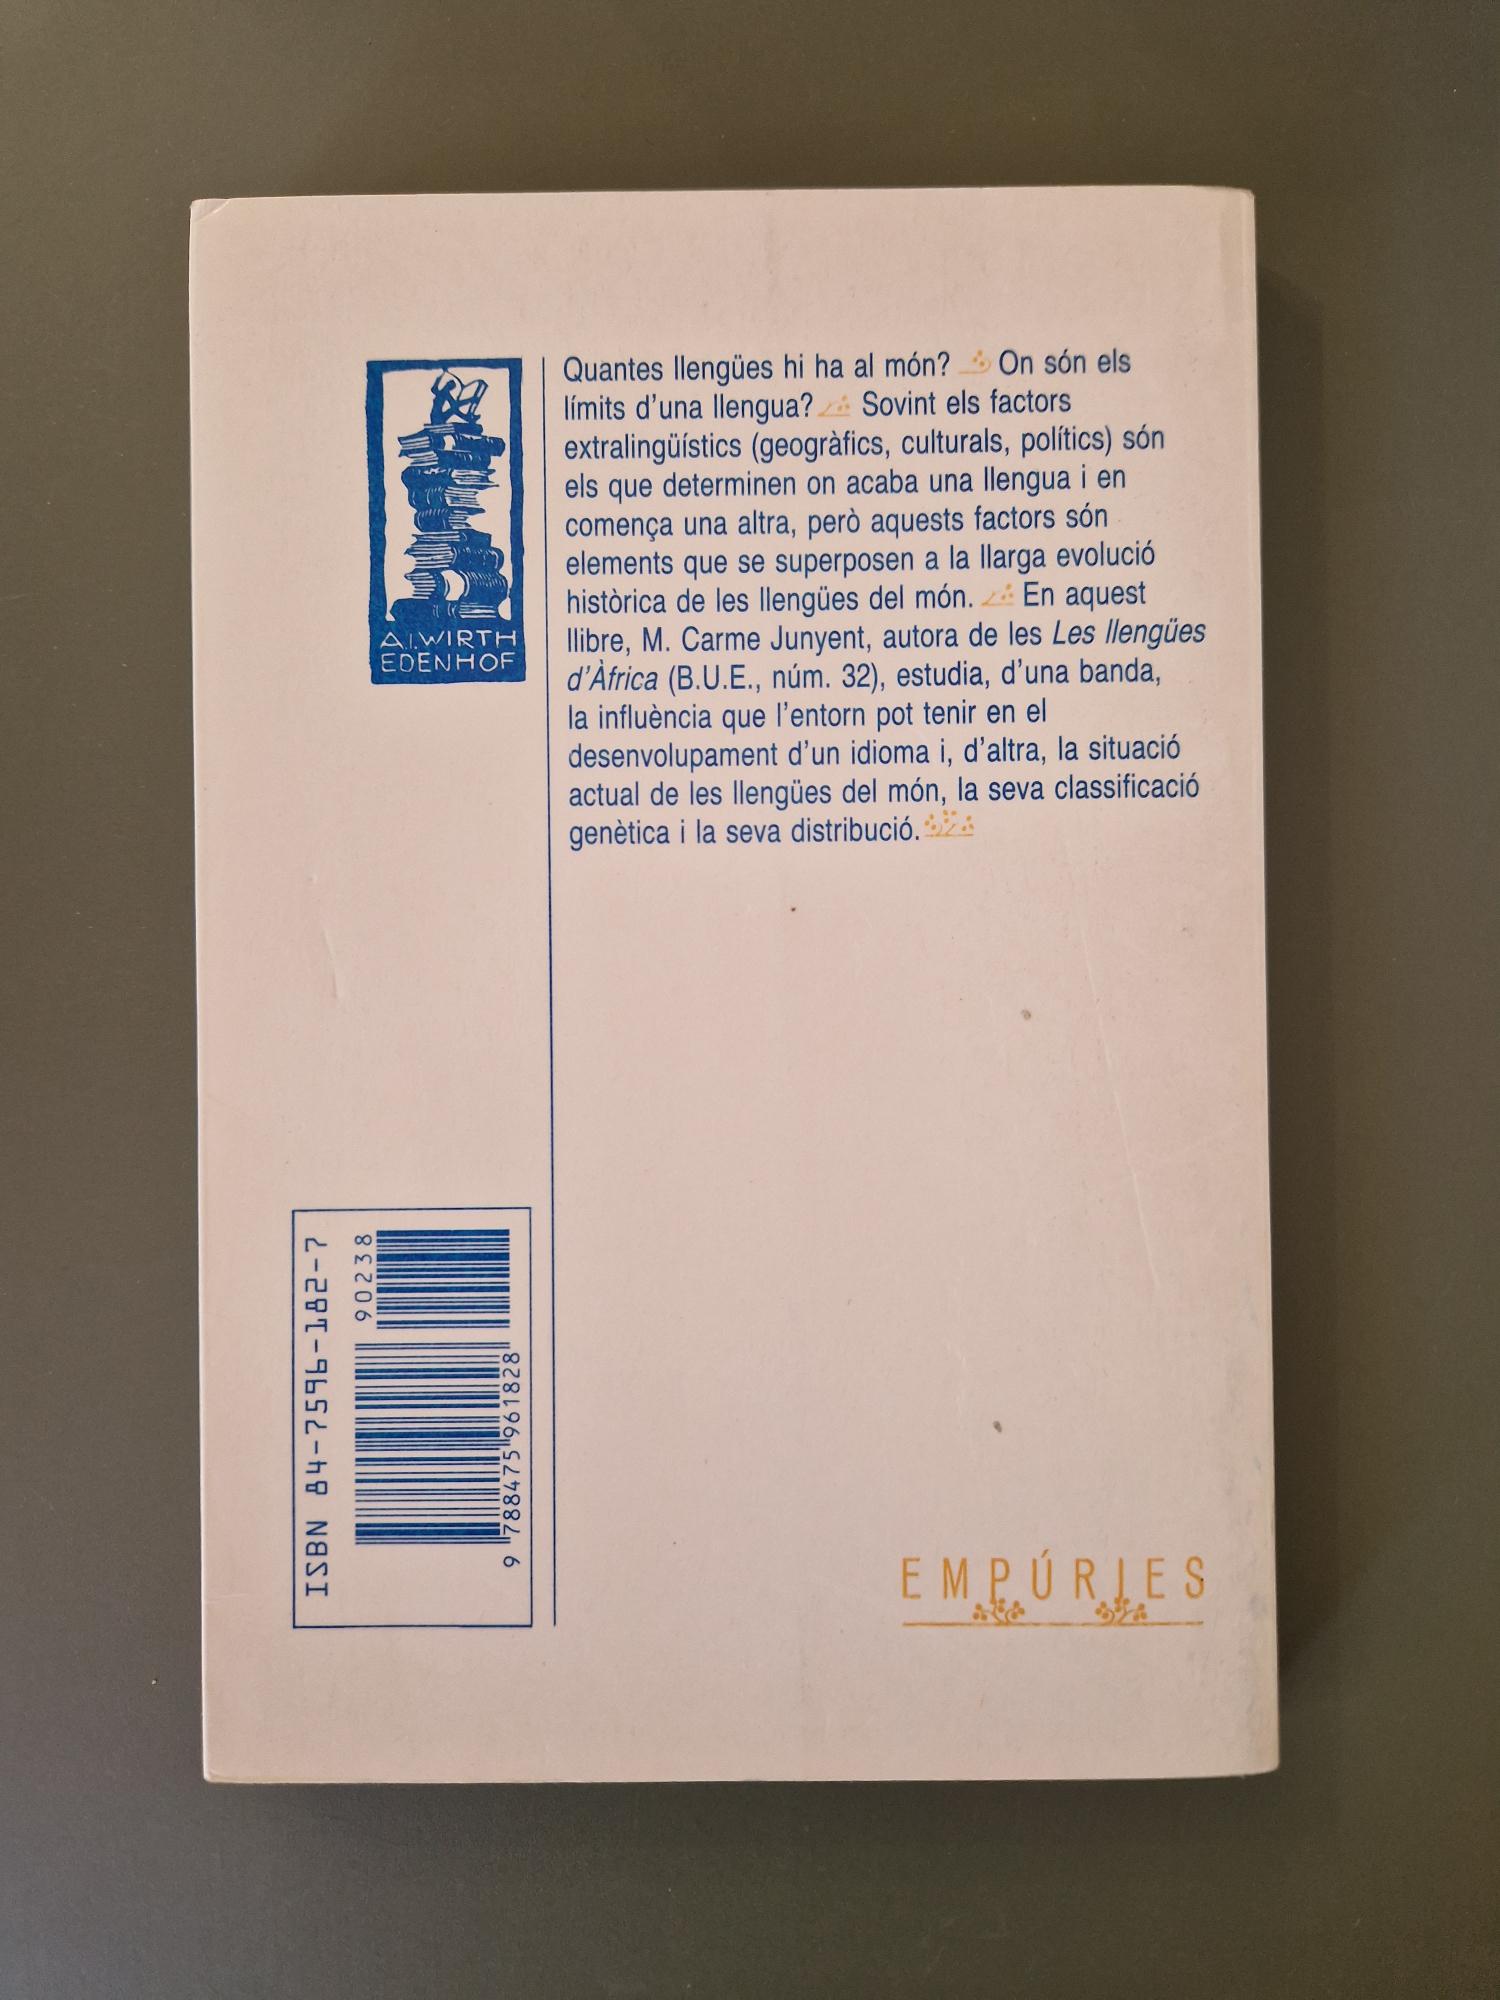 Quantes llengües hi ha al món? On són els
límits d'una llengua? Sovint els factors
extralingüístics (geogràfics, culturals, polítics) són
els que determinen on acaba una llengua i en
comença una altra, però aquests factors són
elements que se superposen a la llarga evolució
històrica de les llengües del món. En aquest
llibre, M. Carme Junyent, autora de les Les llengües
d'Àfrica (B.U.E., núm. 32), estudia, d'una banda,
la influència que l'entorn pot tenir en el
desenvolupament d'un idioma i, d'altra, la situació
actual de les llengües del món, la seva classificació
genètica i la seva distribució.
A.I.WIRTH
EDENHOF
ISBN 84-7596-182-7
90238
9 788475 961828
EMPÚRIES